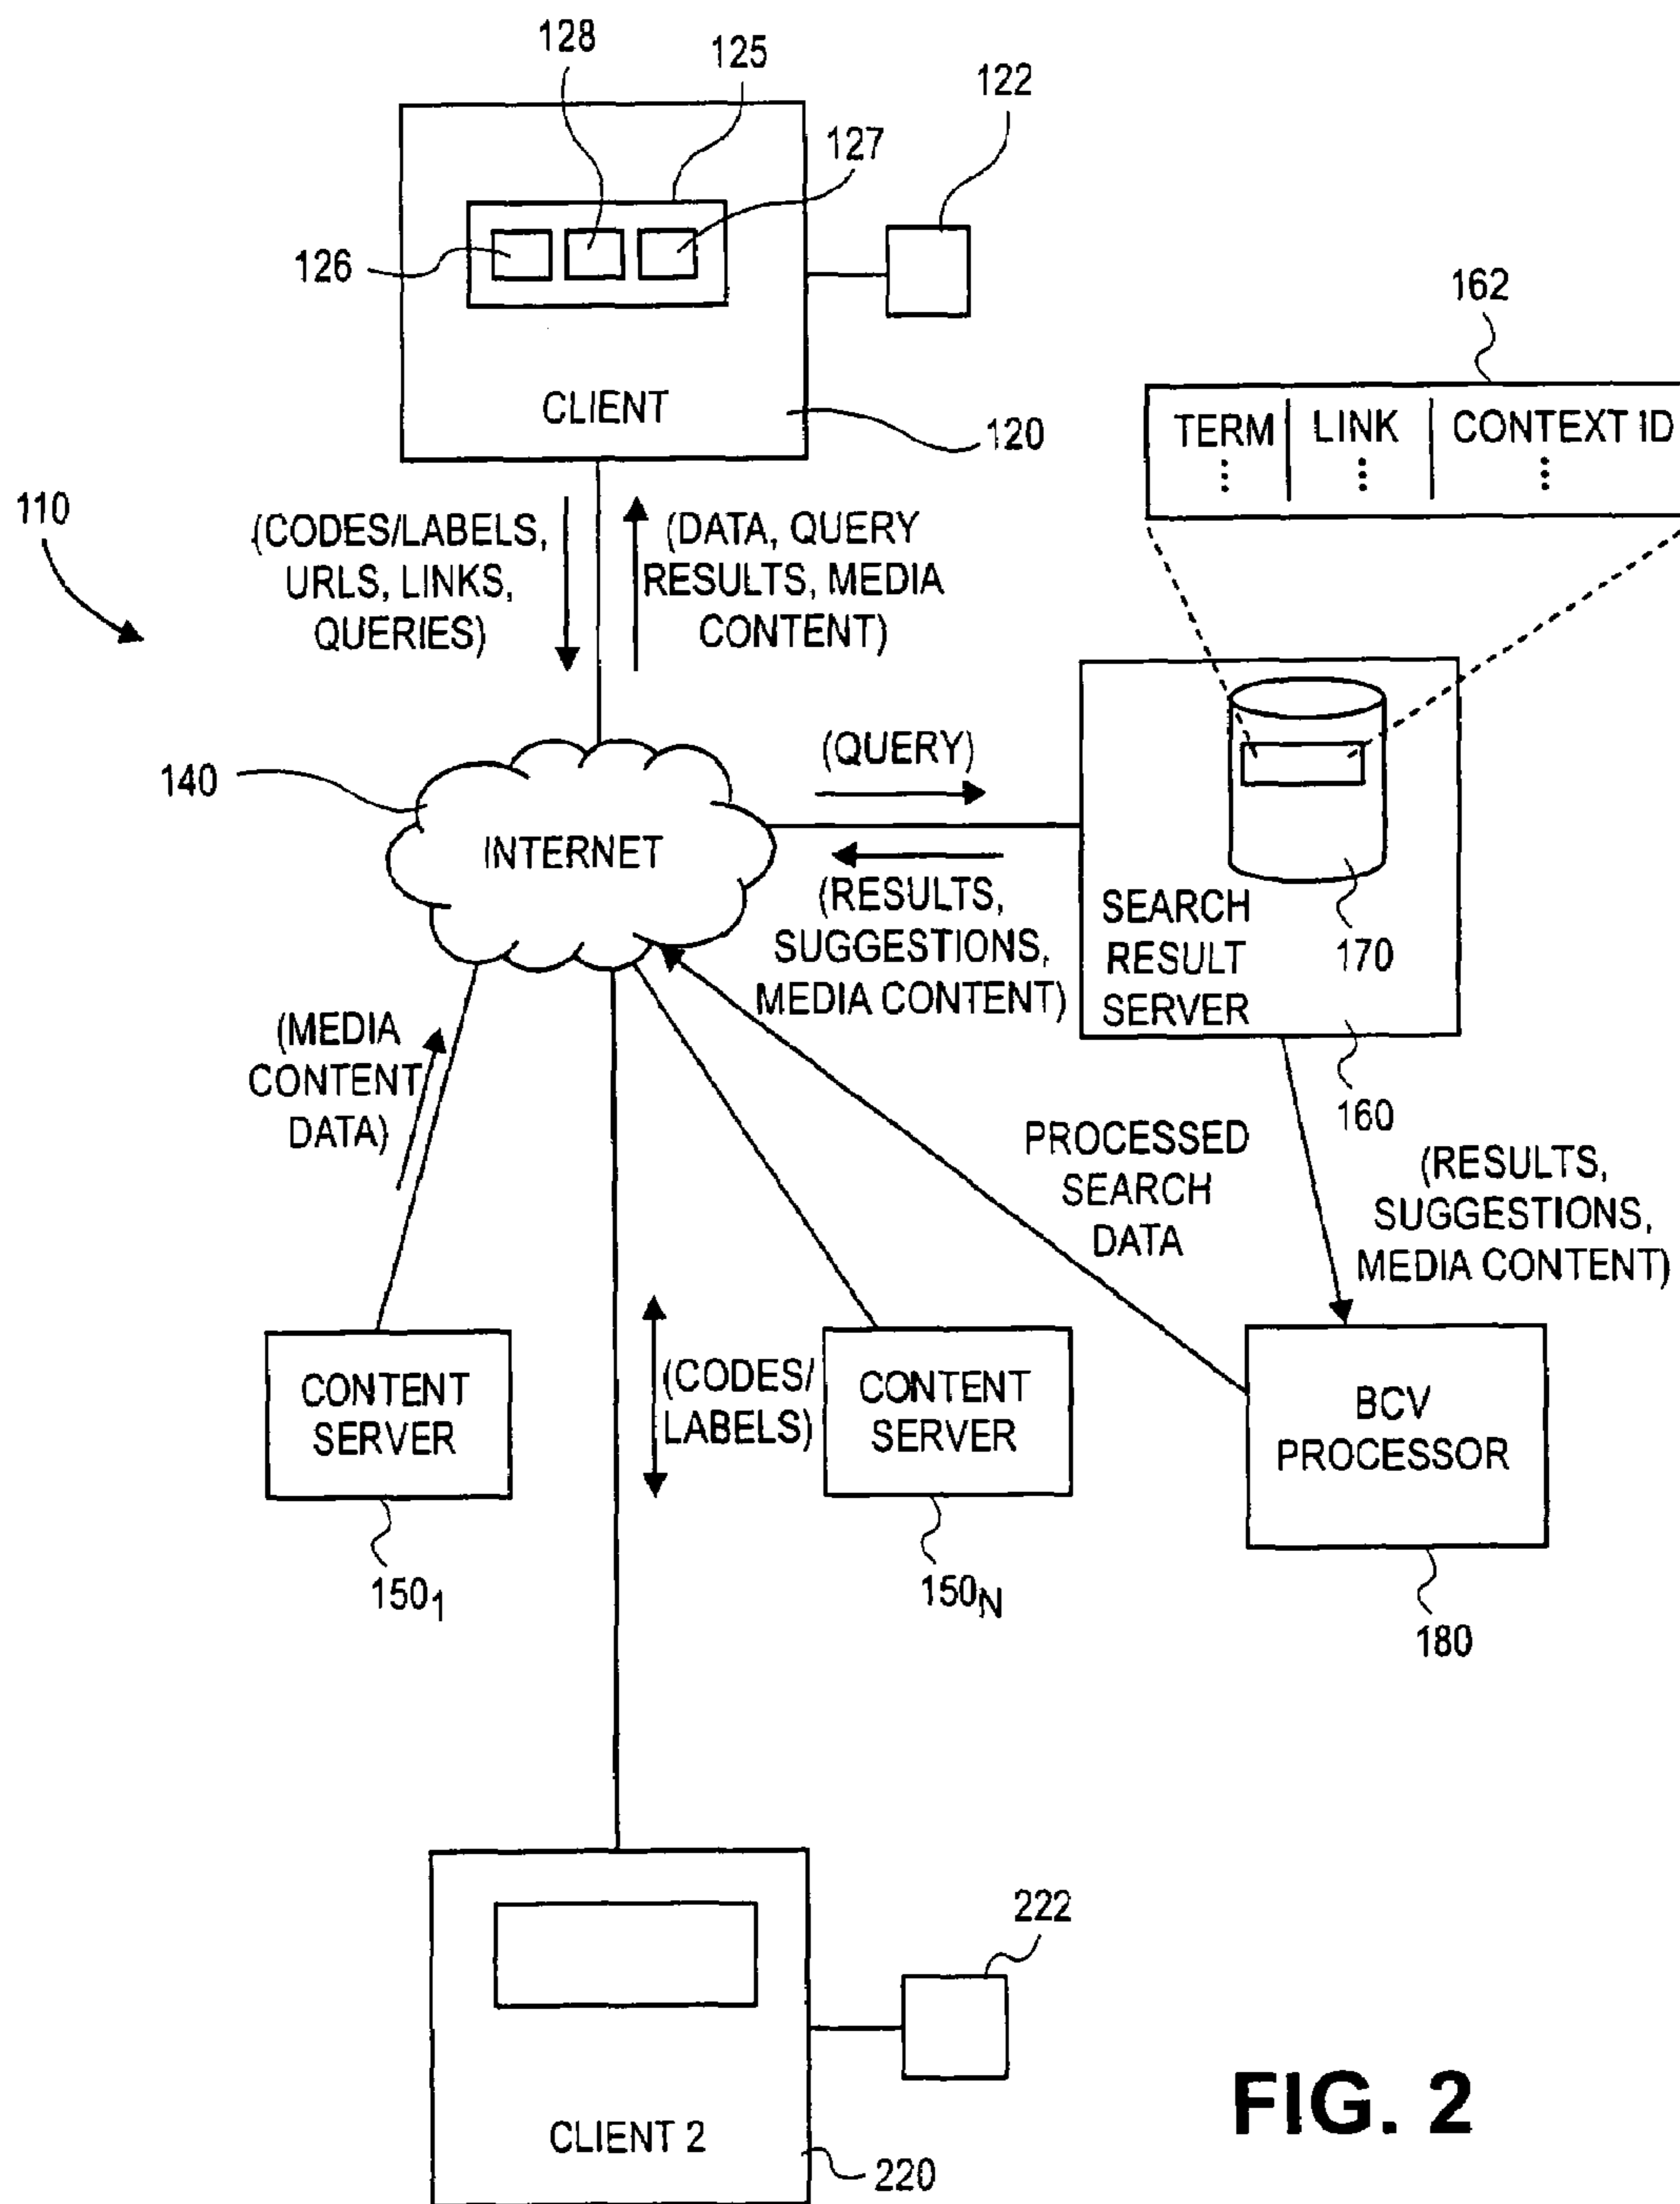 128
125
122
127
126
CLIENT
120
162
TERM LINK CONTEXT ID
110
(CODES/LABELS,
URLS, LINKS,
QUERIES)
(DATA, QUERY
RESULTS, MEDIA
CONTENT)
140
INTERNET
(QUERY)
(RESULTS,
SUGGESTIONS,
MEDIA CONTENT)
SEARCH
RESULT
SERVER
170
160
(MEDIA
CONTENT
DATA)
PROCESSED
SEARCH
DATA
(RESULTS,
SUGGESTIONS,
MEDIA CONTENT)
CONTENT
SERVER
150₁
(CODES/
LABELS)
CONTENT
SERVER
150N
BCV
PROCESSOR
180
222
CLIENT 2
220
FIG. 2